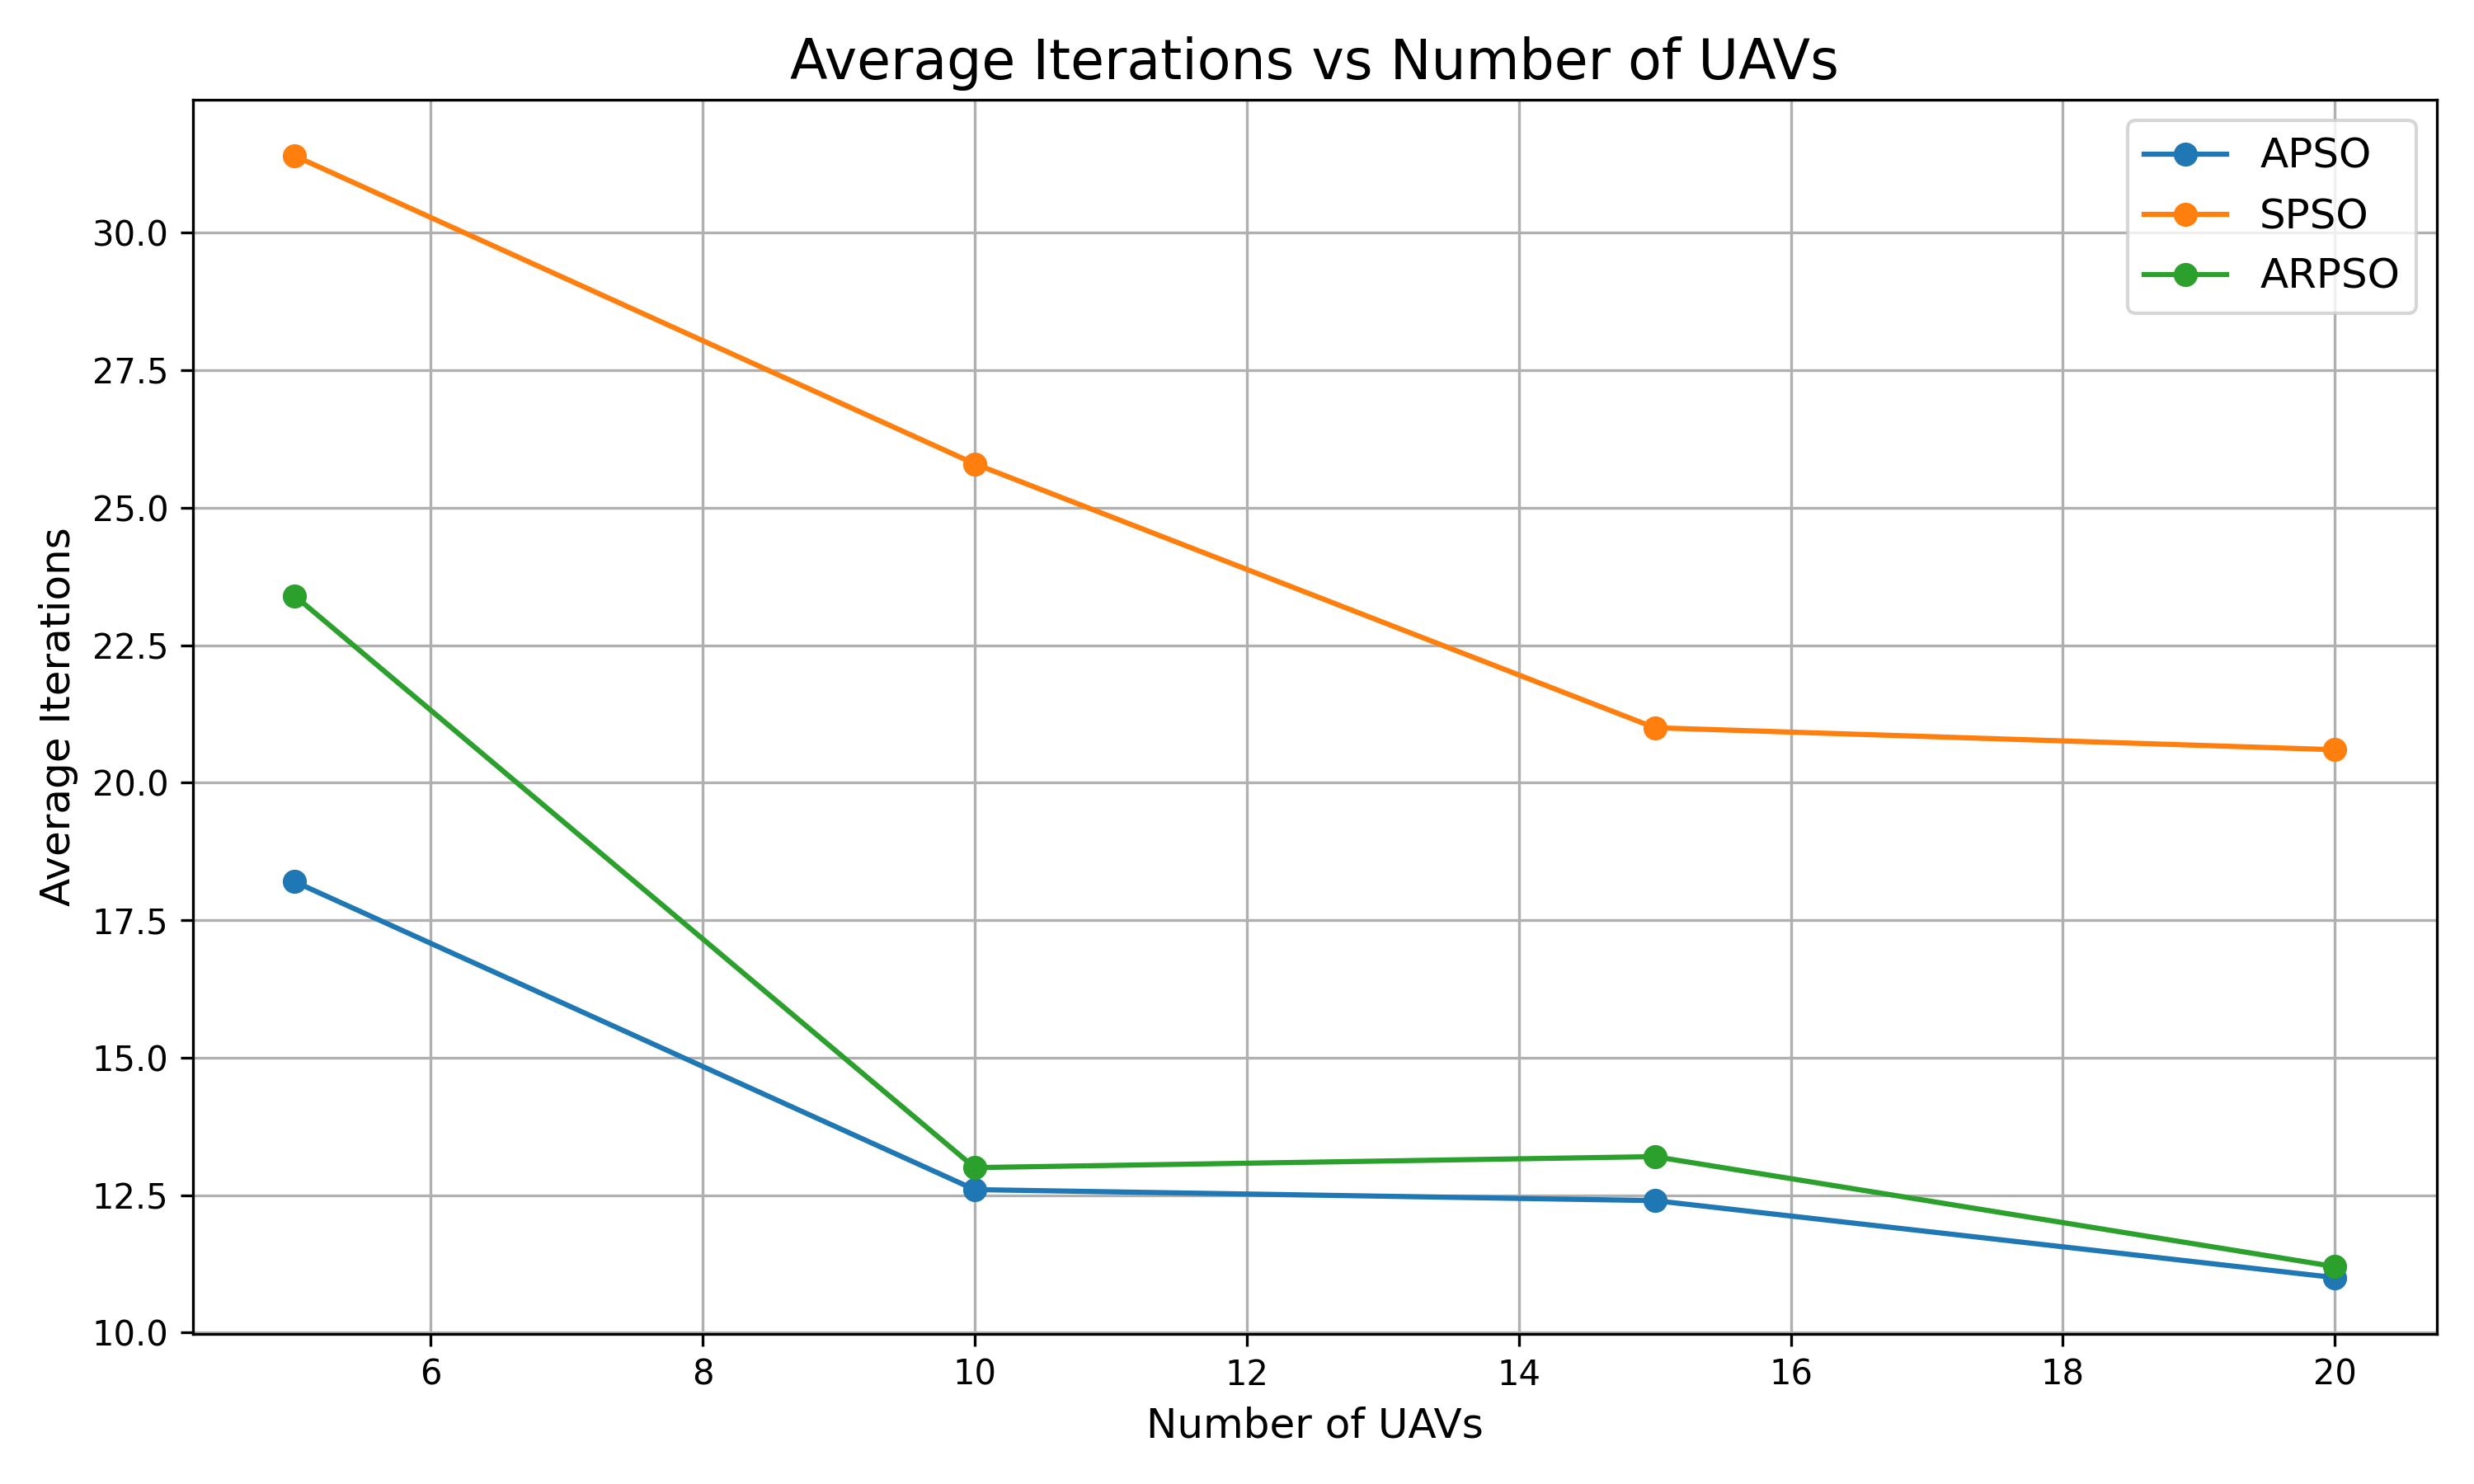 Average Iterations vs Number of UAVs
APSO
SPSO
ARPSO
Average Iterations
30.0
27.5
25.0
22.5
20.0
17.5
15.0
12.5
10.0
6 8 10 12 14 16 18 20
Number of UAVs